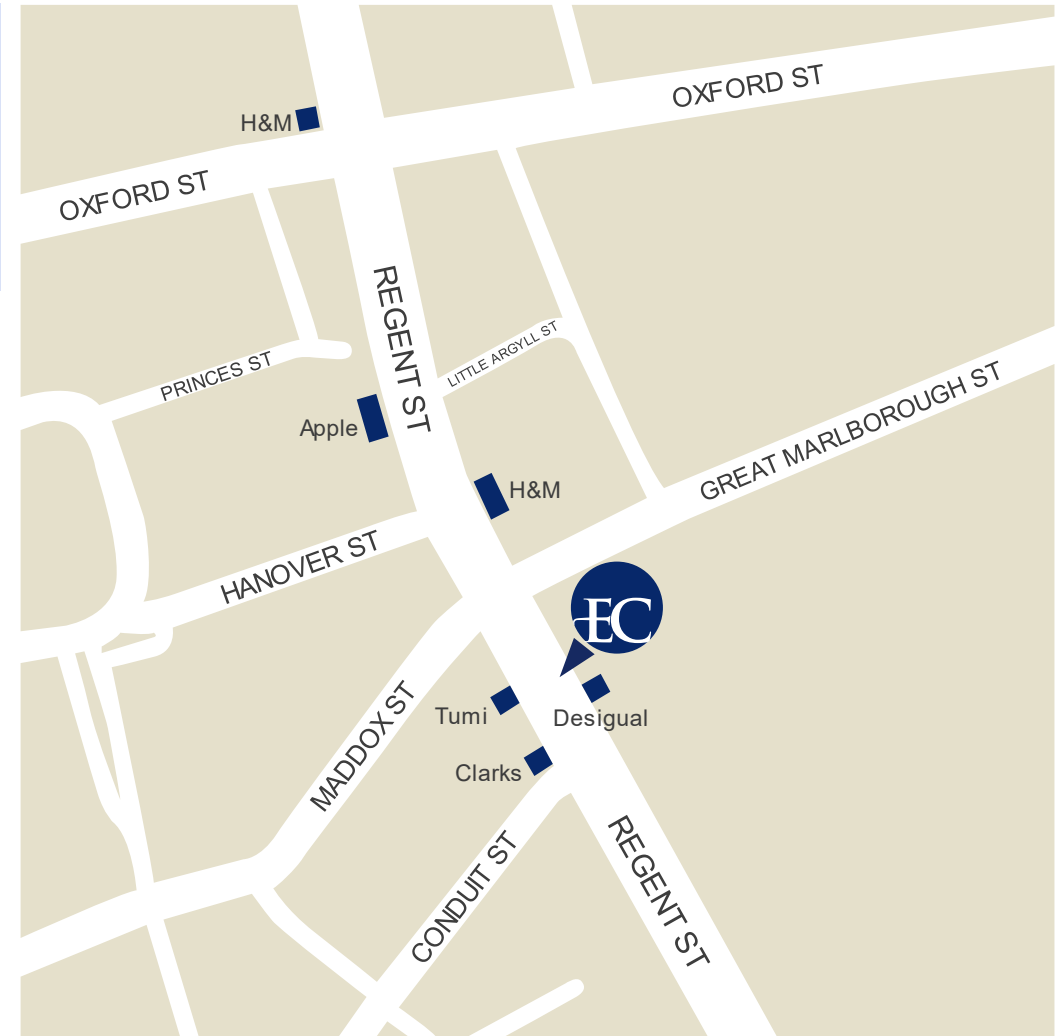 OXFORD ST
H&M
OXFORD ST
REGENT ST
LITTLE ARGYLL ST
PRINCES ST
Apple
GREAT MARLBOROUGH ST
H&M
HANOVER ST
EC
Tumi
Desigual
MADDOX ST
Clarks
REGENT ST
CONDUIT ST